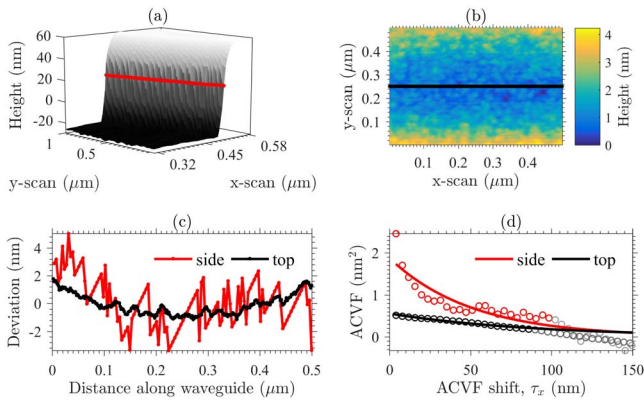 (a)
60
40
20
0
-20
Height (nm)
1
0.5
y-scan (μm)
0.32
0.45
0.58
x-scan (μm)
(b)
0.4
0.3
0.2
0.1
y-scan (μm)
0.1 0.2 0.3 0.4
x-scan (μm)
4
3
2
1
0
Height (nm)
(c)
side top
4
2
0
-2
Deviation (nm)
0 0.1 0.2 0.3 0.4 0.5
Distance along waveguide (μm)
(d)
side top
2
1
0
ACVF (nm²)
0 50 100 150
ACVF shift, τx (nm)